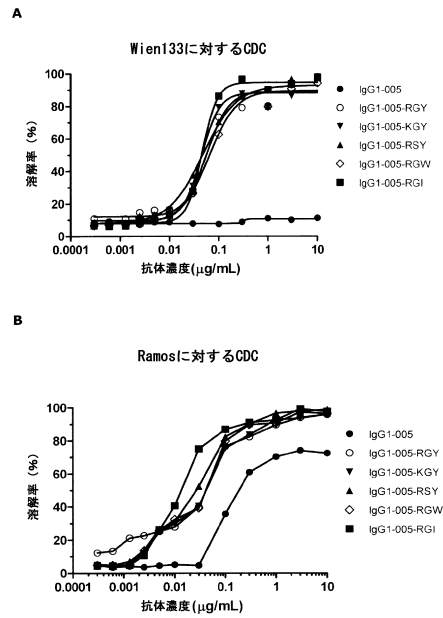 A
Wien133に対するCDC
溶解率 (%)
100
80
60
40
20
0
0.0001
0.001
0.01
0.1
1
10
抗体濃度(μg/mL)
IgG1-005
IgG1-005-RGY
IgG1-005-KGY
IgG1-005-RSY
IgG1-005-RGW
IgG1-005-RGI
B
Ramosに対するCDC
溶解率 (%)
100
80
60
40
20
0
0.0001
0.001
0.01
0.1
1
10
抗体濃度(μg/mL)
IgG1-005
IgG1-005-RGY
IgG1-005-KGY
IgG1-005-RSY
IgG1-005-RGW
IgG1-005-RGI